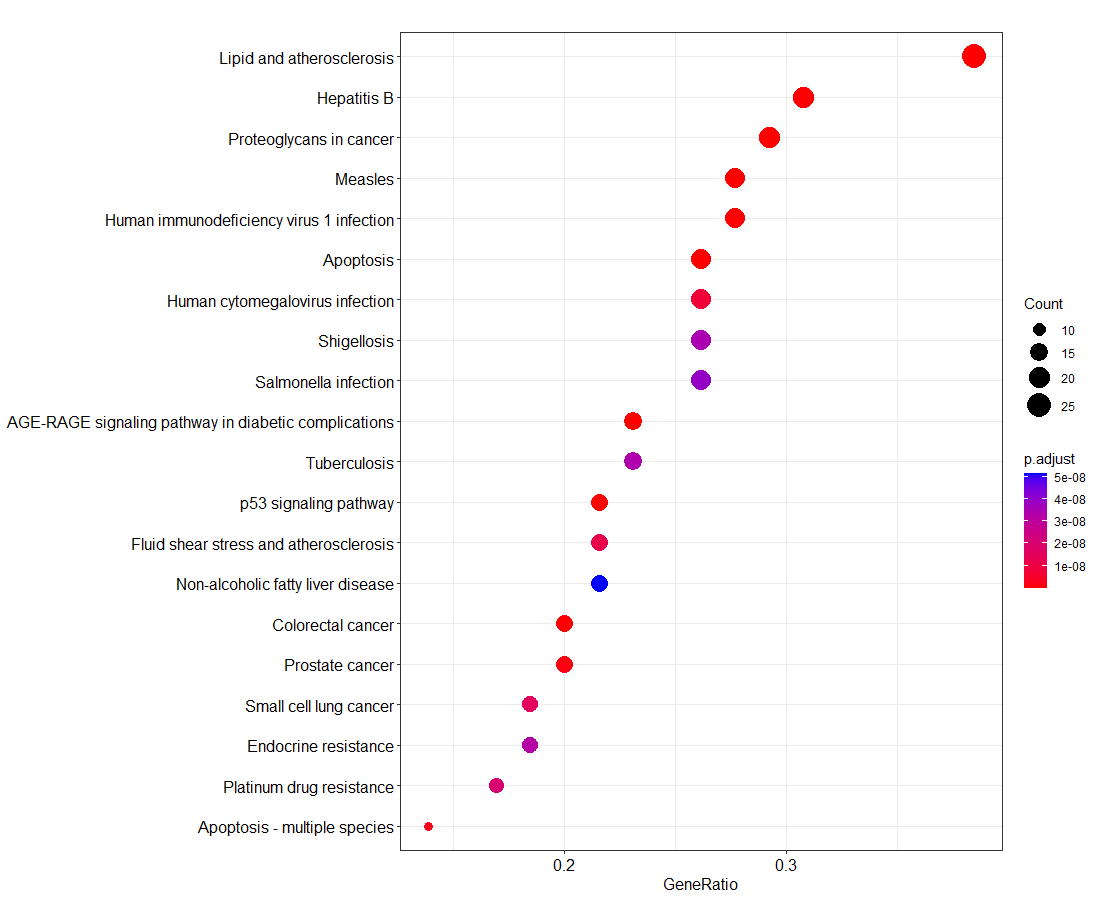 Lipid and atherosclerosis
Hepatitis B
Proteoglycans in cancer
Measles
Human immunodeficiency virus 1 infection
Apoptosis
Human cytomegalovirus infection
Shigellosis
Salmonella infection
AGE-RAGE signaling pathway in diabetic complications
Tuberculosis
p53 signaling pathway
Fluid shear stress and atherosclerosis
Non-alcoholic fatty liver disease
Colorectal cancer
Prostate cancer
Small cell lung cancer
Endocrine resistance
Platinum drug resistance
Apoptosis - multiple species
0.2 0.3
GeneRatio
Count
10
15
20
25
p.adjust
5e-08
4e-08
3e-08
2e-08
1e-08